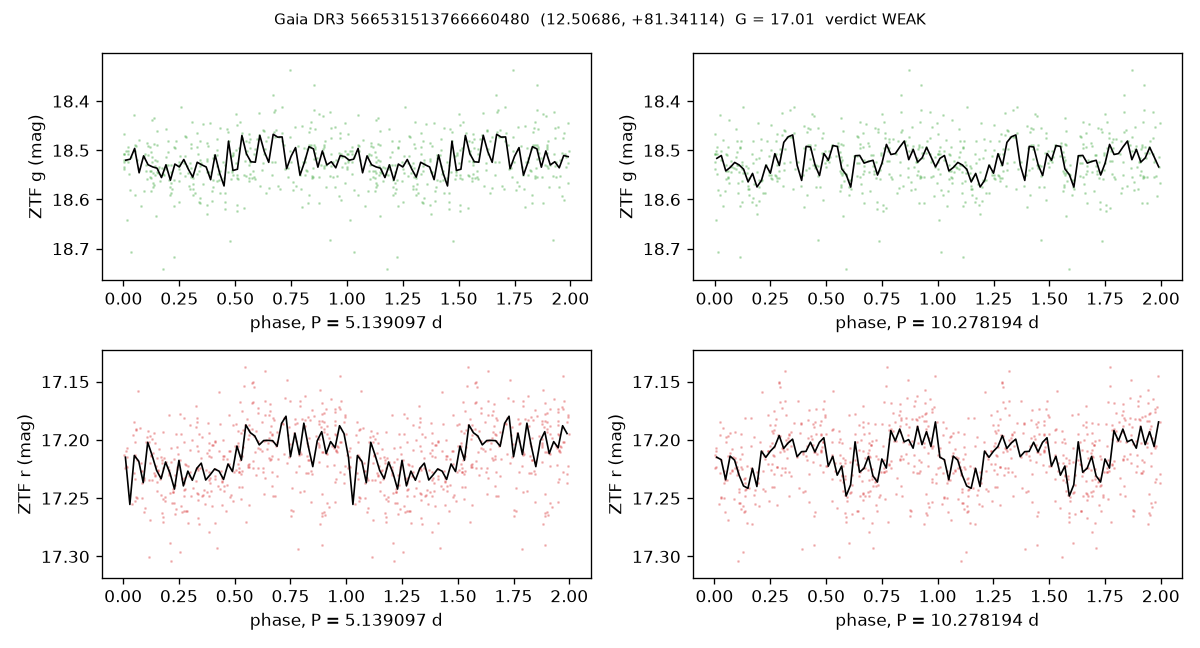 Gaia DR3 566531513766660480  (12.50686, +81.34114)  G = 17.01  verdict WEAK
ZTF g (mag)
18.4
18.5
18.6
18.7
0.00 0.25 0.50 0.75 1.00 1.25 1.50 1.75 2.00
phase, P = 5.139097 d
ZTF g (mag)
18.4
18.5
18.6
18.7
0.00 0.25 0.50 0.75 1.00 1.25 1.50 1.75 2.00
phase, P = 10.278194 d
ZTF r (mag)
17.15
17.20
17.25
17.30
0.00 0.25 0.50 0.75 1.00 1.25 1.50 1.75 2.00
phase, P = 5.139097 d
ZTF r (mag)
17.15
17.20
17.25
17.30
0.00 0.25 0.50 0.75 1.00 1.25 1.50 1.75 2.00
phase, P = 10.278194 d